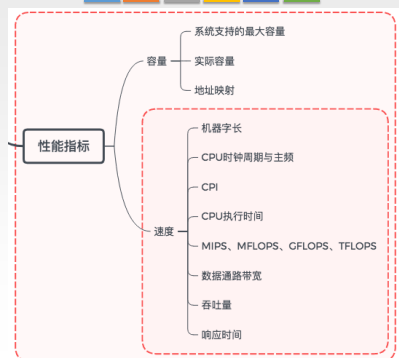 性能指标
容量
系统支持的最大容量
实际容量
地址映射
速度
机器字长
CPU时钟周期与主频
CPI
CPU执行时间
MIPS、MFLOPS、GFLOPS、TFLOPS
数据通路带宽
吞吐量
响应时间